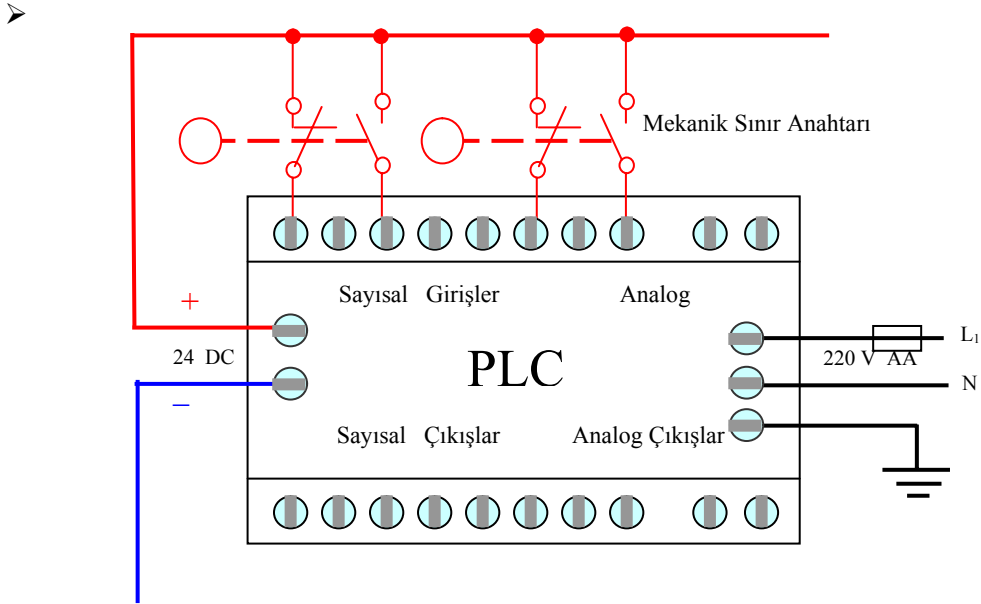 ➢
Mekanik Sınır Anahtarı
+
Sayısal Girişler
Analog
24 DC
PLC
L₁
220 V AA
N
–
Sayısal Çıkışlar
Analog Çıkışlar